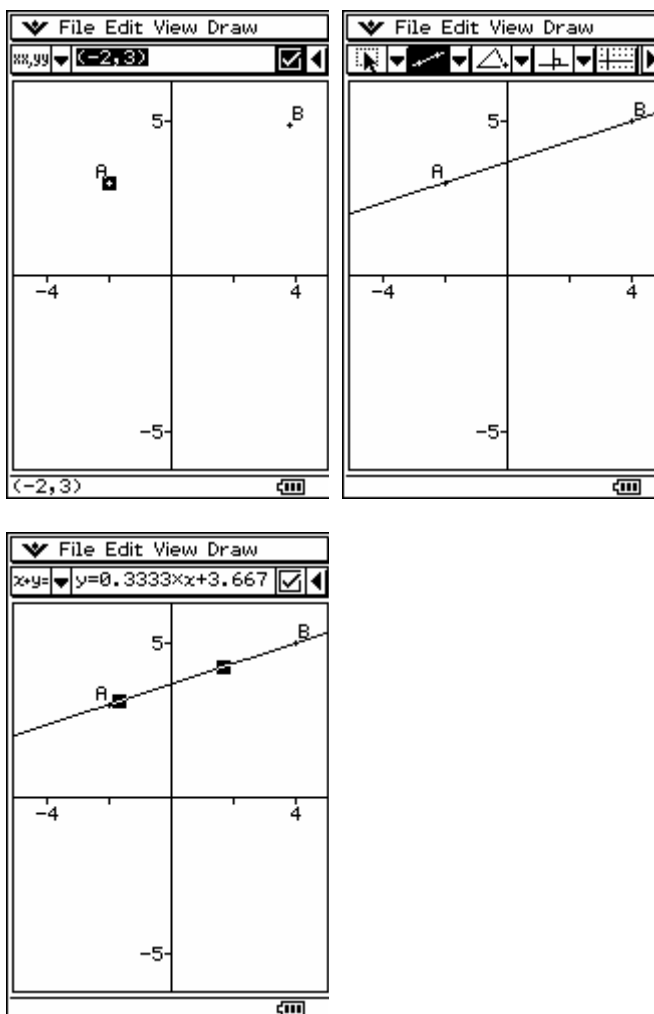 File Edit View Draw
xx,yy (-2,3)
B
5
A
-4 4
-5
(-2,3)
File Edit View Draw
B
5
A
-4 4
-5
File Edit View Draw
x+y= y=0.3333×x+3.667
B
5
A
-4 4
-5